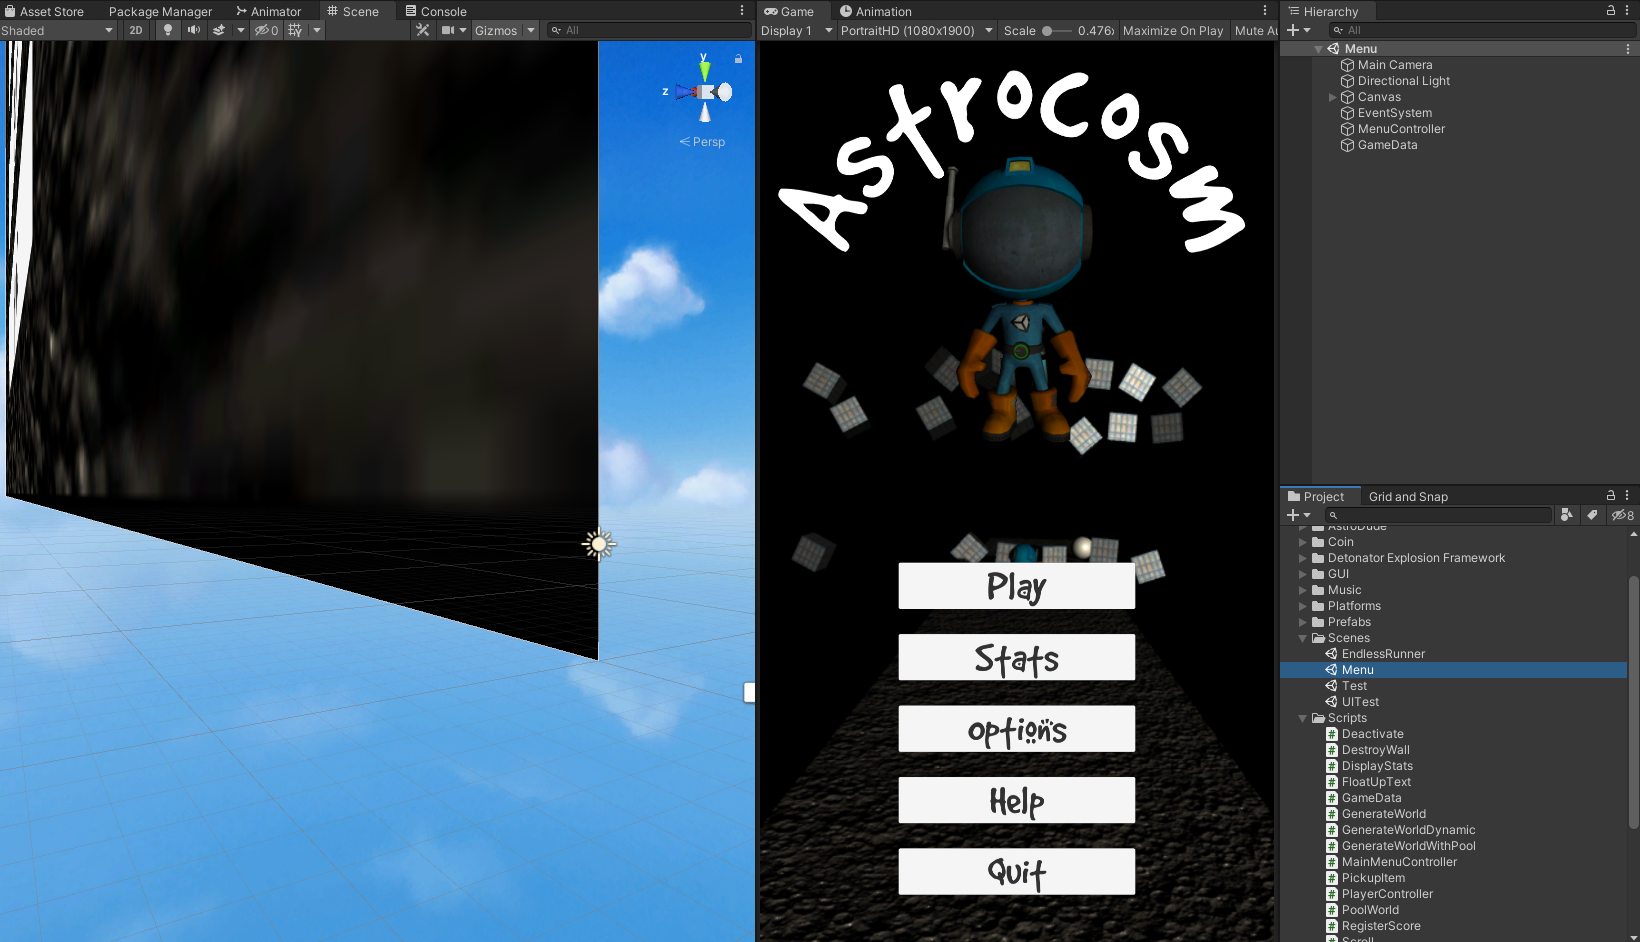 Asset Store Package Manager Animator Scene Console
Shaded 2D 0 Gizmos All
y
z
Persp
Game Animation
Display 1 PortraitHD (1080x1900) Scale 0.476x Maximize On Play Mute Au
Astrocosm
Play
Stats
options
Help
Quit
Hierarchy
All
Menu
Main Camera
Directional Light
Canvas
EventSystem
MenuController
GameData
Project Grid and Snap
8
AstroDude
Coin
Detonator Explosion Framework
GUI
Music
Platforms
Prefabs
Scenes
EndlessRunner
Menu
Test
UITest
Scripts
Deactivate
DestroyWall
DisplayStats
FloatUpText
GameData
GenerateWorld
GenerateWorldDynamic
GenerateWorldWithPool
MainMenuController
PickupItem
PlayerController
PoolWorld
RegisterScore
Scroll